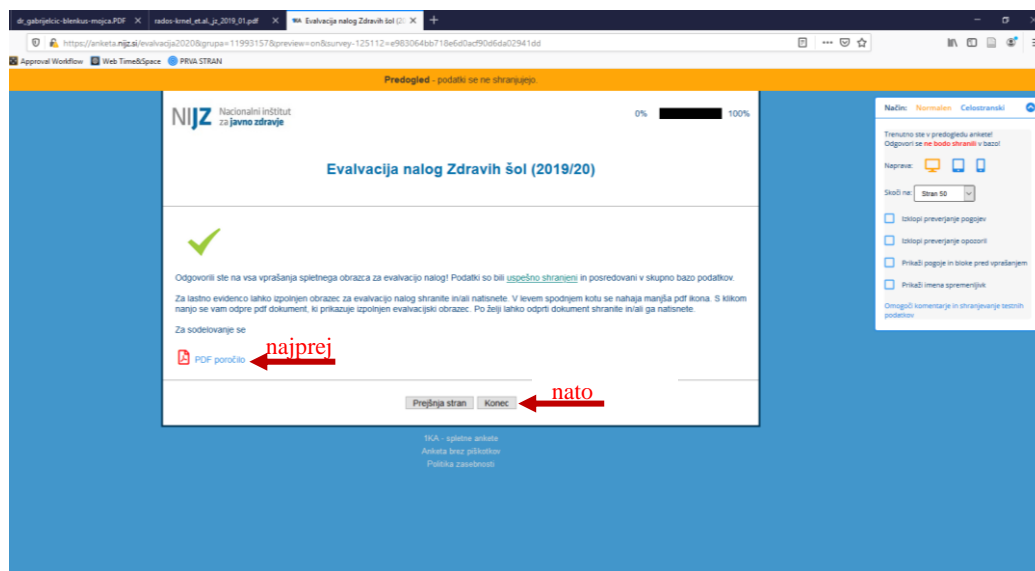 dr_gabrijelcic-blenkus-mojca.PDF
rados-krnel_et.al._jz_2019_01.pdf
1KA Evalvacija nalog Zdravih šol (20
https://anketa.nijz.si/evalvacija2020&grupa=11993157&preview=on&survey-125112=e983064bb718e6d0acf90d6da02941dd
Approval Workflow Web Time&Space PRVA STRAN
Predogled - podatki se ne shranjujejo.
NIJZ Nacionalni inštitut
za javno zdravje
0% 100%
Evalvacija nalog Zdravih šol (2019/20)
Odgovorili ste na vsa vprašanja spletnega obrazca za evalvacijo nalog! Podatki so bili uspešno shranjeni in posredovani v skupno bazo podatkov.
Za lastno evidenco lahko izpolnjen obrazec za evalvacijo nalog shranite in/ali natisnete. V levem spodnjem kotu se nahaja manjša pdf ikona. S klikom
nanjo se vam odpre pdf dokument, ki prikazuje izpolnjen evalvacijski obrazec. Po želji lahko odprti dokument shranite in/ali ga natisnete.
Za sodelovanje se
najprej
PDF poročilo
nato
Prejšnja stran Konec
1KA - spletne ankete
Anketa brez piškotkov
Politika zasebnosti
Način: Normalen Celostranski
Trenutno ste v predogledu ankete!
Odgovori se ne bodo shranili v bazo!
Naprava:
Skoči na: Stran 50
Izklopi preverjanje pogojev
Izklopi preverjanje opozoril
Prikaži pogoje in bloke pred vprašanjem
Prikaži imena spremenljivk
Omogoči komentarje in shranjevanje testnih
podatkov